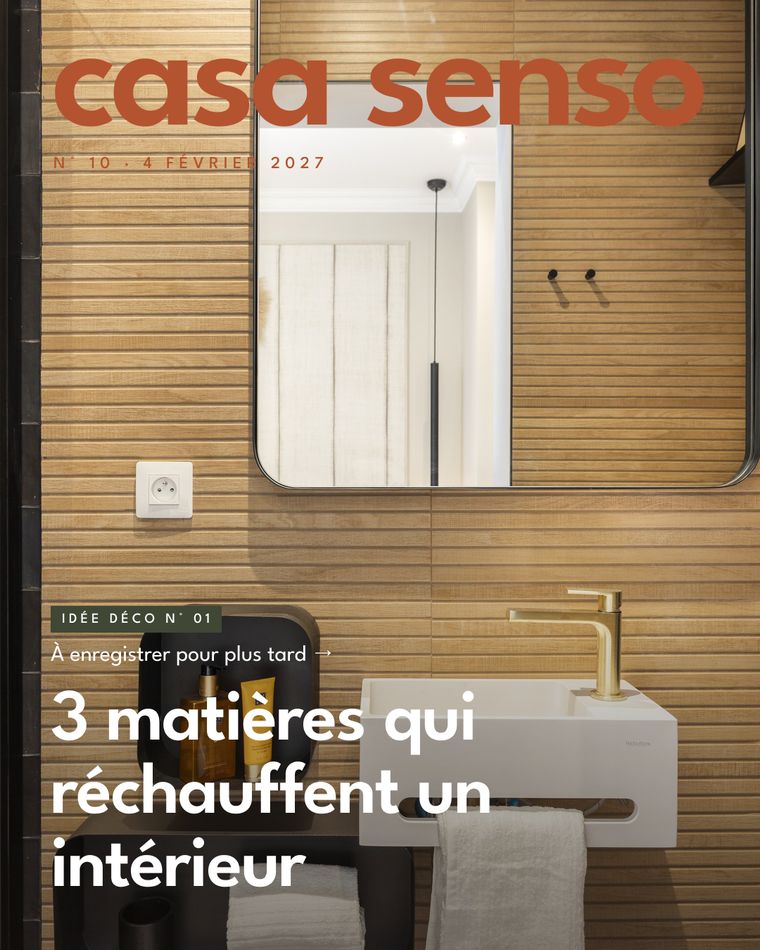 casa senso
N° 10 · 4 FÉVRIER 2027
IDÉE DÉCO N° 01
À enregistrer pour plus tard →
3 matières qui
réchauffent un
intérieur